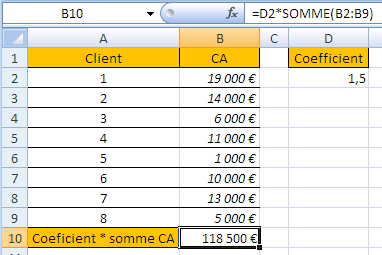 B10 fx =D2*SOMME(B2:B9)
A B C D
1 Client CA Coefficient
2 1 19 000 € 1,5
3 2 14 000 €
4 3 6 000 €
5 4 11 000 €
6 5 1 000 €
7 6 10 000 €
8 7 13 000 €
9 8 5 000 €
10 Coeficient * somme CA 118 500 €